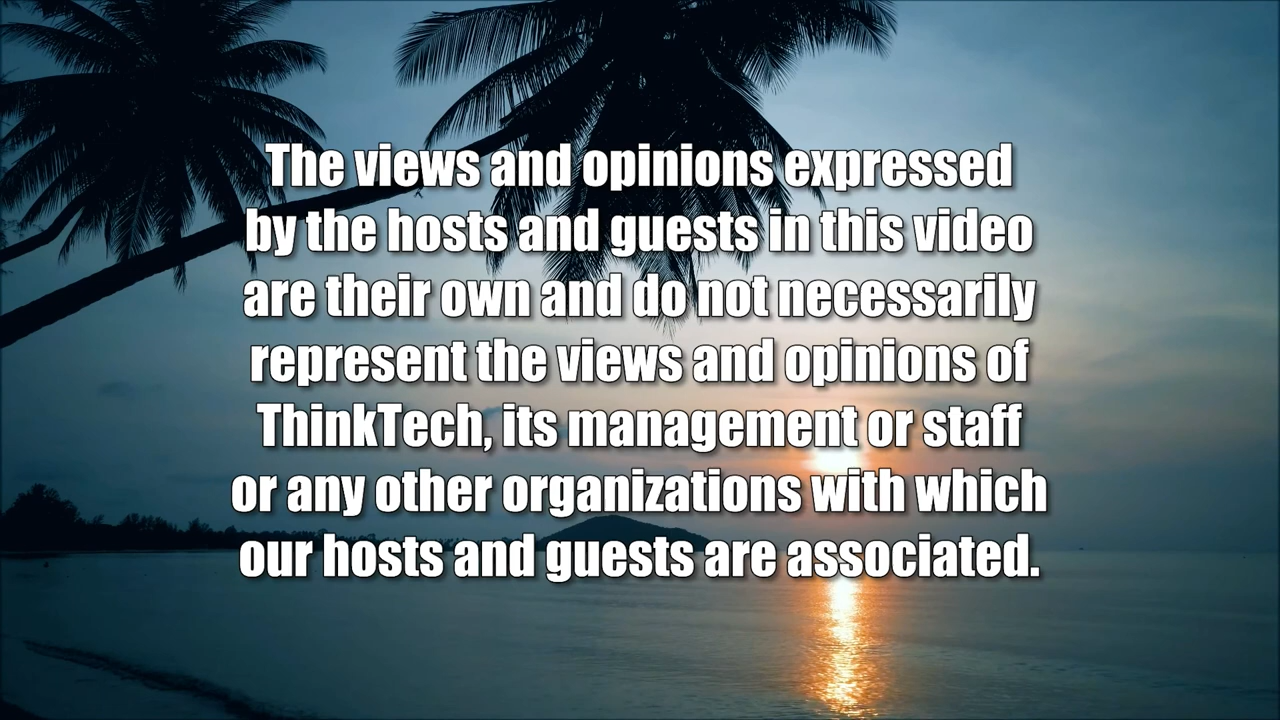 The views and opinions expressed
by the hosts and guests in this video
are their own and do not necessarily
represent the views and opinions of
ThinkTech, its management or staff
or any other organizations with which
our hosts and guests are associated.